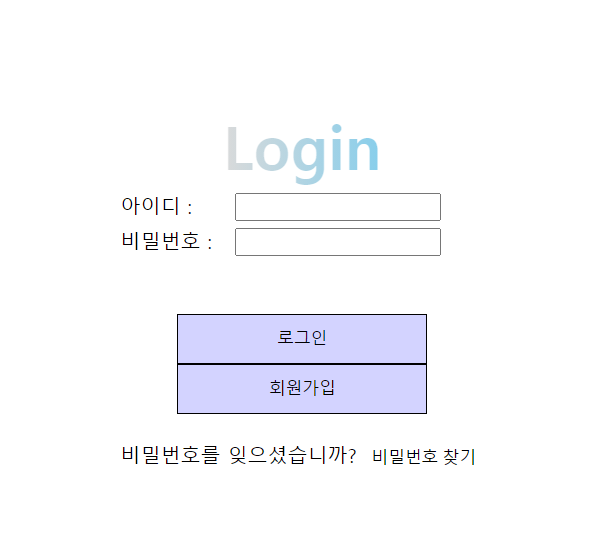 Login
아이디 :
비밀번호 :
로그인
회원가입
비밀번호를 잊으셨습니까? 비밀번호 찾기